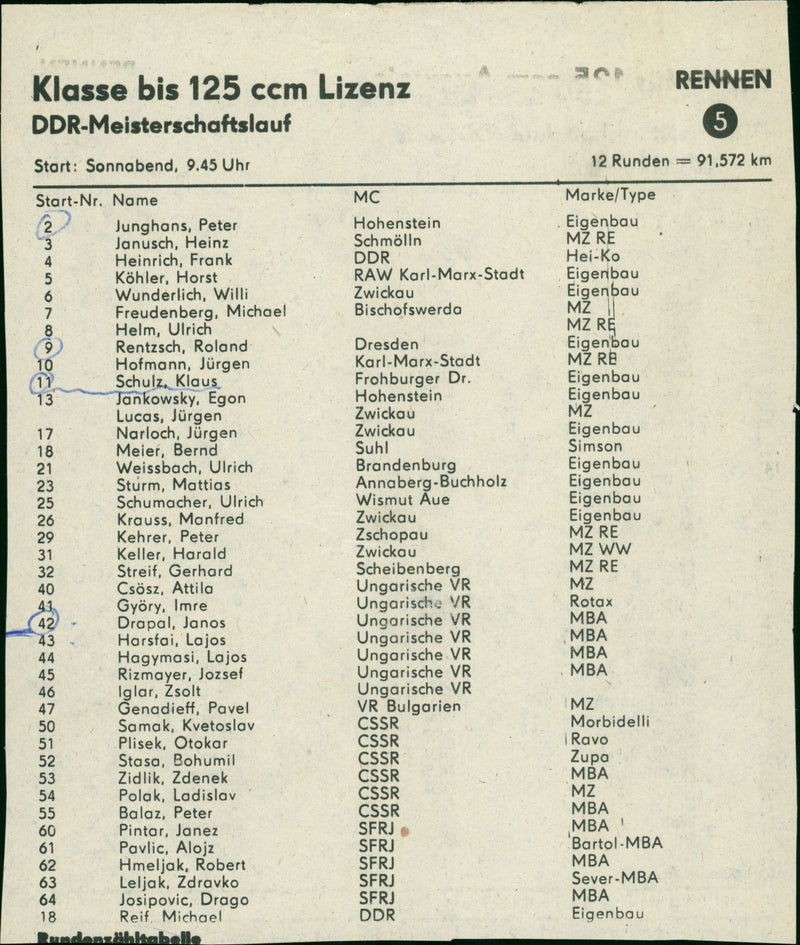 Klasse bis 125 ccm Lizenz RENNEN
DDR-Meisterschaftslauf 5
Start: Sonnabend, 9.45 Uhr 12 Runden = 91,572 km
Start-Nr. Name MC Marke/Type
2 Junghans, Peter Hohenstein Eigenbau
3 Janusch, Heinz Schmölln MZ RE
4 Heinrich, Frank DDR Hei-Ko
5 Köhler, Horst RAW Karl-Marx-Stadt Eigenbau
6 Wunderlich, Willi Zwickau Eigenbau
7 Freudenberg, Michael Bischofswerda MZ
8 Helm, Ulrich MZ RE
9 Rentzsch, Roland Dresden Eigenbau
10 Hofmann, Jürgen Karl-Marx-Stadt MZ RE
11 Schulz, Klaus Frohburger Dr. Eigenbau
13 Jankowsky, Egon Hohenstein Eigenbau
Lucas, Jürgen Zwickau MZ
17 Narloch, Jürgen Zwickau Eigenbau
18 Meier, Bernd Suhl Simson
21 Weissbach, Ulrich Brandenburg Eigenbau
23 Sturm, Mattias Annaberg-Buchholz Eigenbau
25 Schumacher, Ulrich Wismut Aue Eigenbau
26 Krauss, Manfred Zwickau Eigenbau
29 Kehrer, Peter Zschopau MZ RE
31 Keller, Harald Zwickau MZ WW
32 Streif, Gerhard Scheibenberg MZ RE
40 Csösz, Attila Ungarische VR MZ
41 Györy, Imre Ungarische VR Rotax
42 Drapal, Janos Ungarische VR MBA
43 Harsfai, Lajos Ungarische VR MBA
44 Hagymasi, Lajos Ungarische VR MBA
45 Rizmayer, Jozsef Ungarische VR MBA
46 Iglar, Zsolt Ungarische VR
47 Genadieff, Pavel VR Bulgarien MZ
50 Samak, Kvetoslav CSSR Morbidelli
51 Plisek, Otokar CSSR Ravo
52 Stasa, Bohumil CSSR Zupa
53 Zidlik, Zdenek CSSR MBA
54 Polak, Ladislav CSSR MZ
55 Balaz, Peter CSSR MBA
60 Pintar, Janez SFRJ MBA
61 Pavlic, Alojz SFRJ Bartol-MBA
62 Hmeljak, Robert SFRJ MBA
63 Leljak, Zdravko SFRJ Sever-MBA
64 Josipovic, Drago SFRJ MBA
18 Reif, Michael DDR Eigenbau
Rundenzähltabelle